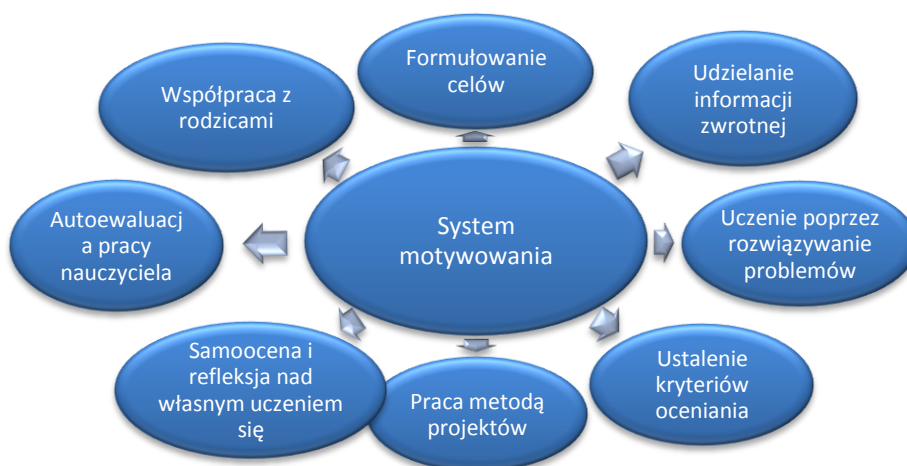 Formułowanie
celów
Udzielanie
informacji
zwrotnej
Uczenie poprzez
rozwiązywanie
problemów
Ustalenie
kryteriów
oceniania
Praca metodą
projektów
Samoocena i
refleksja nad
własnym uczeniem
się
Autoewaluacj
a pracy
nauczyciela
Współpraca z
rodzicami
System
motywowania